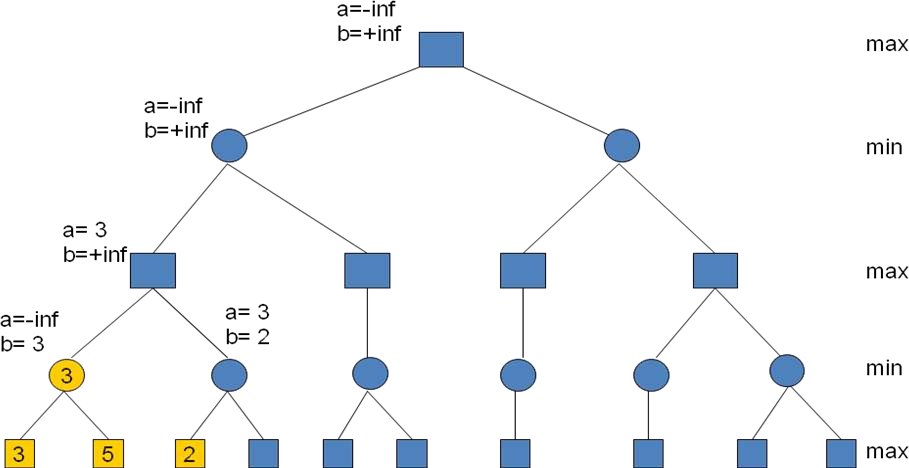 a=-inf
b=+inf
max
a=-inf
b=+inf
min
a= 3
b=+inf
max
a=-inf
b= 3
a= 3
b= 2
3
min
3
5
2
max